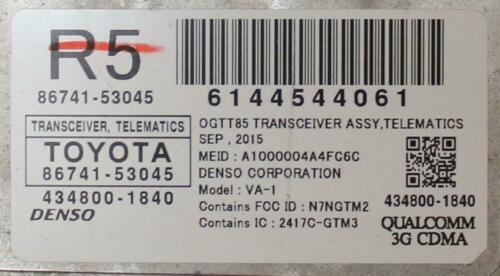 R5
86741-53045
6144544061
TRANSCEIVER, TELEMATICS
TOYOTA
86741-53045
434800-1840
DENSO
OGTT85 TRANSCEIVER ASSY,TELEMATICS
SEP , 2015
MEID : A1000004A4FC6C
DENSO CORPORATION
Model : VA-1
Contains FCC ID : N7NGTM2
Contains IC : 2417C-GTM3
434800-1840
QUALCOMM
3G CDMA